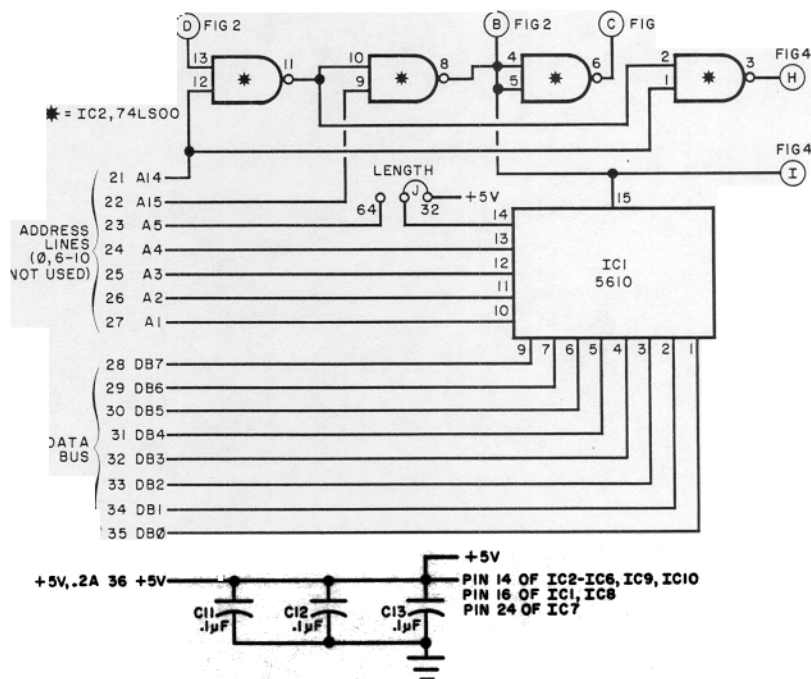 D FIG 2
B FIG2
C FIG
13
12
11
10
9
8
4
5
6
2
1
3
FIG4
H
✷ = IC2, 74LS00
FIG4
I
LENGTH
J
64
32
+5V
15
ADDRESS
LINES
(Ø, 6-10
NOT USED)
21 A14
22 A15
23 A5
24 A4
25 A3
26 A2
27 A1
14
13
12
11
10
IC1
5610
9 7 6 5 4 3 2 1
DATA
BUS
28 DB7
29 DB6
30 DB5
31 DB4
32 DB3
33 DB2
34 DB1
35 DBØ
+5V
+5V, .2A 36 +5V
PIN 14 OF IC2-IC6, IC9, IC10
PIN 16 OF IC1, IC8
PIN 24 OF IC7
C11
.1µF
C12
.1µF
C13
.1µF